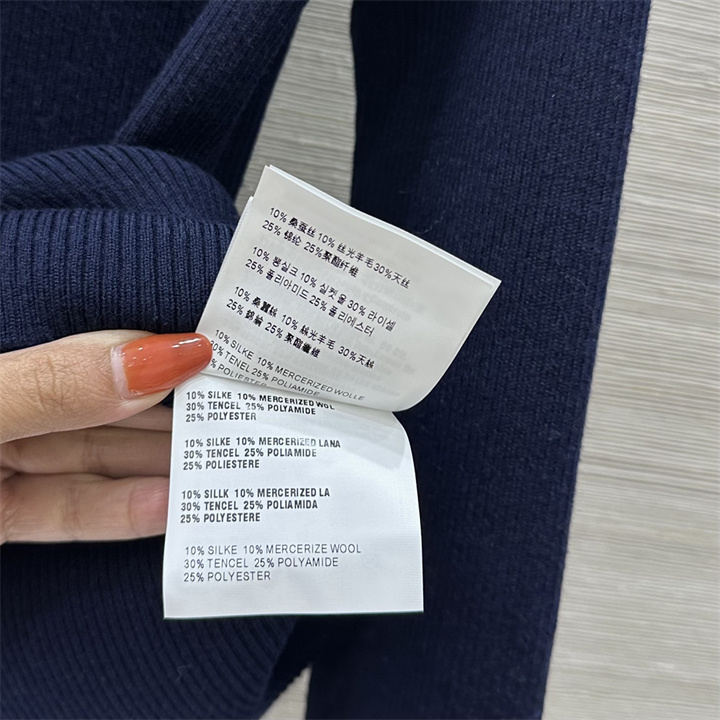 10% 桑蚕丝 10% 丝光羊毛30%天丝
25% 锦纶 25%聚酯纤维
10% 뽕실크 10% 실켓 울 30% 라이셀
25% 폴리아미드 25% 폴리에스터
10% 桑蠶絲 10% 絲光羊毛 30%天絲
25% 錦綸 25% 聚酯纖維
10% SILKE 10% MERCERIZED WOLLE
30% TENEL 25% POLIAMIDE
% POLIESTER
10% SILKE 10% MERCERIZED WOL
30% TENCEL 25% POLYAMIDE
25% POLYESTER
10% SILKE 10% MERCERIZED LANA
30% TENCEL 25% POLIAMIDE
25% POLIESTERE
10% SILLK 10% MERCERIZED LA
30% TENCEL 25% POLIAMIDA
25% POLYESTERE
10% SILKE 10% MERCERIZE WOOL
30% TENCEL 25% POLYAMIDE
25% POLYESTER